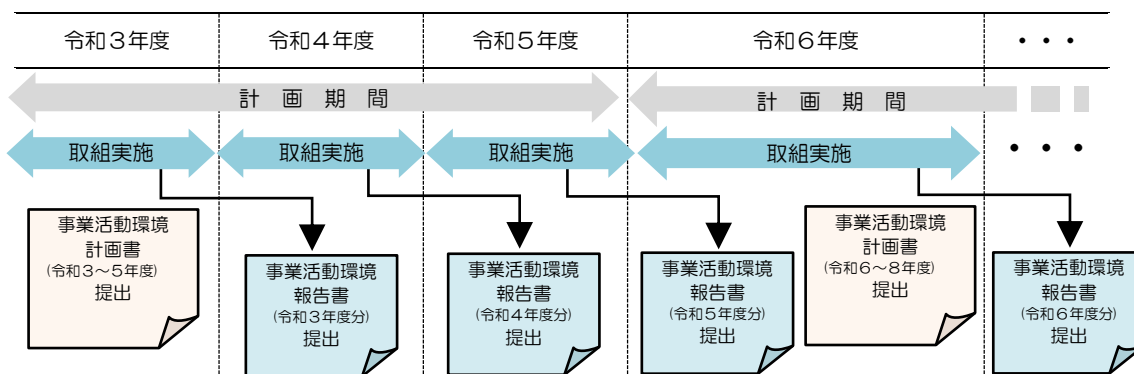 令和3年度
令和4年度
令和5年度
令和6年度
・・・
計画期間
計画期間
取組実施
取組実施
取組実施
取組実施
・・・
事業活動環境
計画書
(令和3～5年度)
提出
事業活動環境
報告書
(令和3年度分)
提出
事業活動環境
報告書
(令和4年度分)
提出
事業活動環境
報告書
(令和5年度分)
提出
事業活動環境
計画書
(令和6～8年度)
提出
事業活動環境
報告書
(令和6年度分)
提出